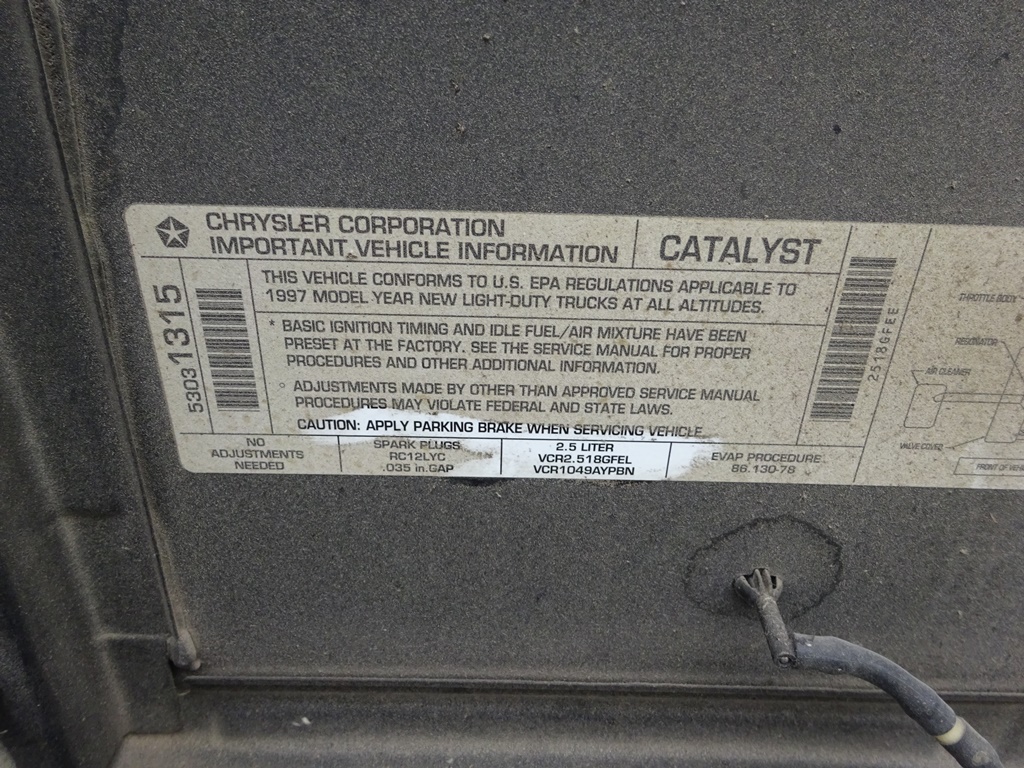 CHRYSLER CORPORATION
IMPORTANT VEHICLE INFORMATION
CATALYST
THIS VEHICLE CONFORMS TO U.S. EPA REGULATIONS APPLICABLE TO
1997 MODEL YEAR NEW LIGHT-DUTY TRUCKS AT ALL ALTITUDES.
* BASIC IGNITION TIMING AND IDLE FUEL/AIR MIXTURE HAVE BEEN
PRESET AT THE FACTORY. SEE THE SERVICE MANUAL FOR PROPER
PROCEDURES AND OTHER ADDITIONAL INFORMATION.
° ADJUSTMENTS MADE BY OTHER THAN APPROVED SERVICE MANUAL
PROCEDURES MAY VIOLATE FEDERAL AND STATE LAWS.
CAUTION: APPLY PARKING BRAKE WHEN SERVICING VEHICLE
53031315
2518GFEE
NO
ADJUSTMENTS
NEEDED
SPARK PLUGS
RC12LYC
.035 in.GAP
2.5 LITER
VCR2.518GFEL
VCR1049AYPBN
EVAP PROCEDURE
86.130-78
THROTTLE BODY
RESONATOR
AIR CLEANER
VALVE COVER
FRONT OF VEH